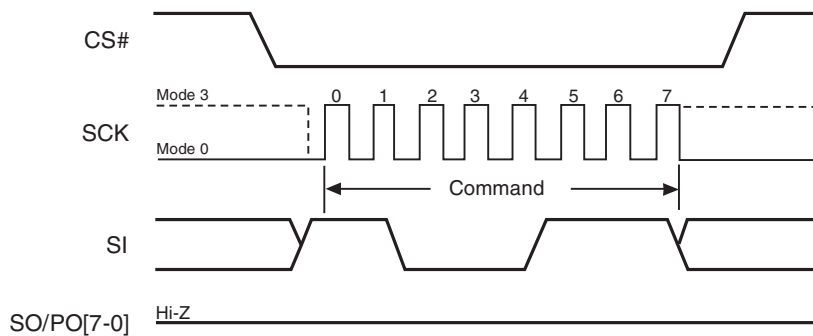 CS#
Mode 3
0 1 2 3 4 5 6 7
SCK
Mode 0
Command
SI
Hi-Z
SO/PO[7-0]